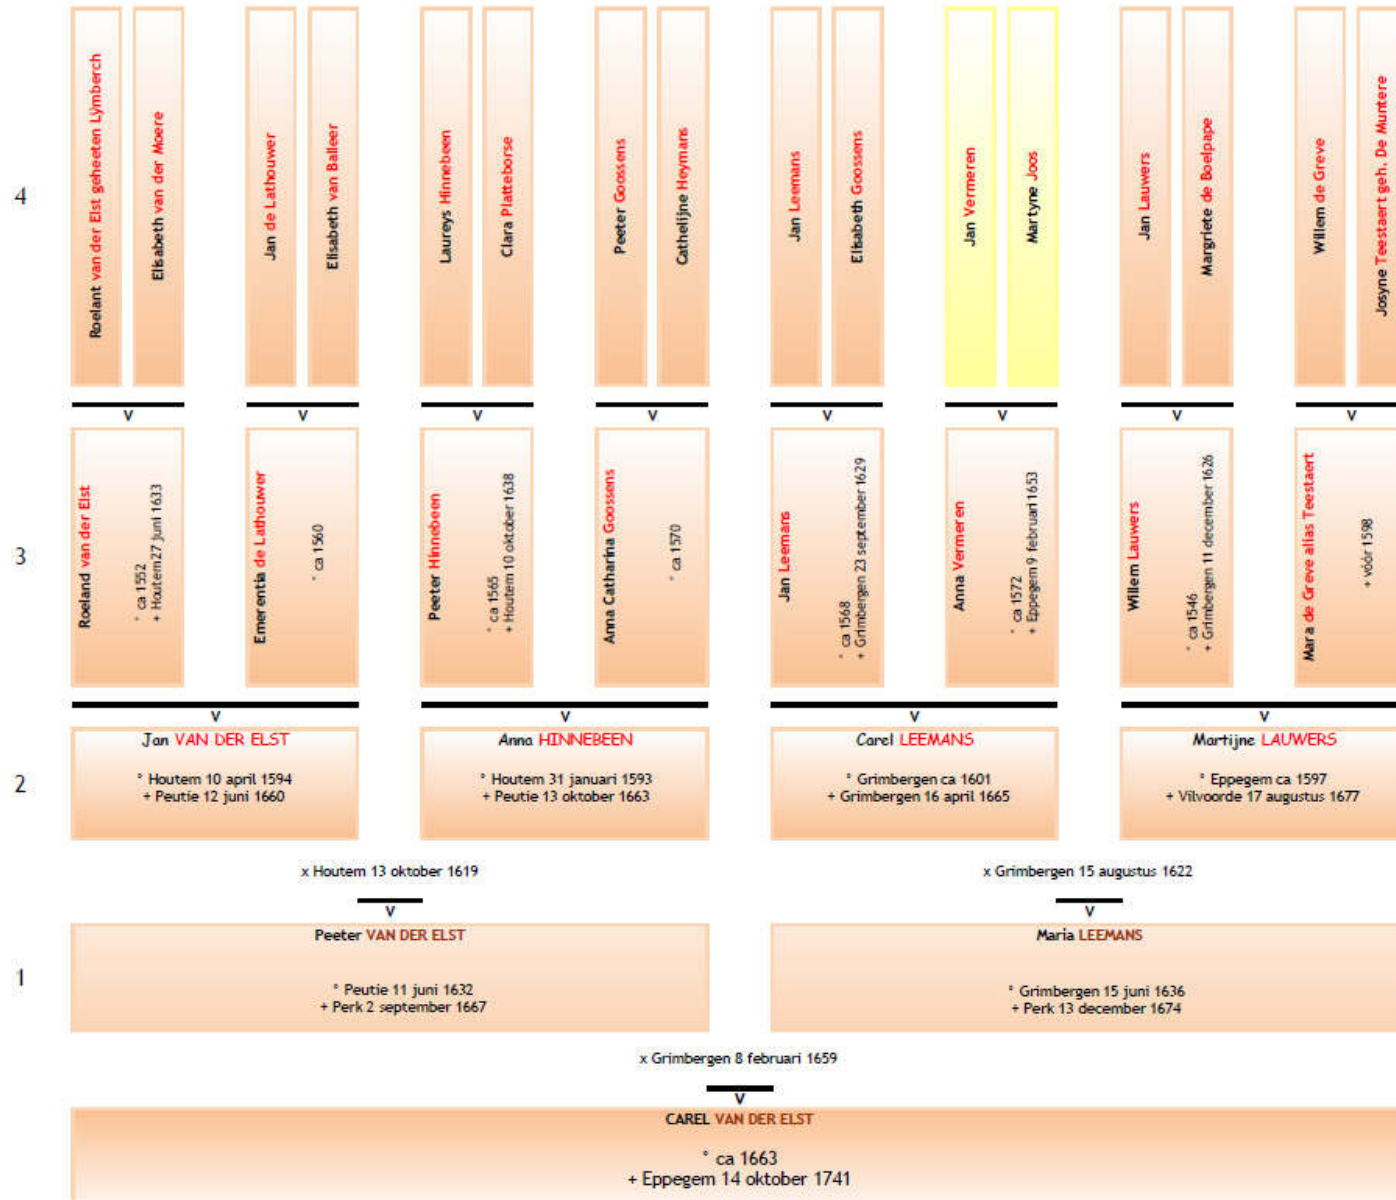 4
Roelant van der Elst geheeten Lÿmberch
Elisabeth van der Moere
Jan de Lathouwer
Elisabeth van Balleer
Laureys Hinnebeen
Clara Platteborse
Peeter Goossens
Cathelijne Heymans
Jan Leemans
Elisabeth Goossens
Jan Vermeren
Martyne Joos
Jan Lauwers
Margriete de Boelpape
Willem de Greve
Josyne Teestaert geh. De Muntere
V
V
V
V
V
V
V
V
3
Roeland van der Elst
° ca 1552
+ Houtem27 juni 1633
Emerentia de Lathouwer
° ca 1560
Peeter Hinnebeen
° ca 1565
+ Houtem 10 oktober 1638
Anna Catharina Goossens
° ca 1570
Jan Leemans
° ca 1568
+ Grimbergen 23 september 1629
Anna Vermeren
° ca 1572
+ Eppegem 9 februari 1653
Willem Lauwers
° ca 1546
+ Grimbergen 11 december 1626
Mara de Greve alias Teestaert
+ vóór 1598
V
V
V
V
2
Jan VAN DER ELST
° Houtem 10 april 1594
+ Peutie 12 juni 1660
Anna HINNEBEEN
° Houtem 31 januari 1593
+ Peutie 13 oktober 1663
Carel LEEMANS
° Grimbergen ca 1601
+ Grimbergen 16 april 1665
Martijne LAUWERS
° Eppegem ca 1597
+ Vilvoorde 17 augustus 1677
x Houtem 13 oktober 1619
x Grimbergen 15 augustus 1622
V
V
1
Peeter VAN DER ELST
° Peutie 11 juni 1632
+ Perk 2 september 1667
Maria LEEMANS
° Grimbergen 15 juni 1636
+ Perk 13 december 1674
x Grimbergen 8 februari 1659
V
CAREL VAN DER ELST
° ca 1663
+ Eppegem 14 oktober 1741